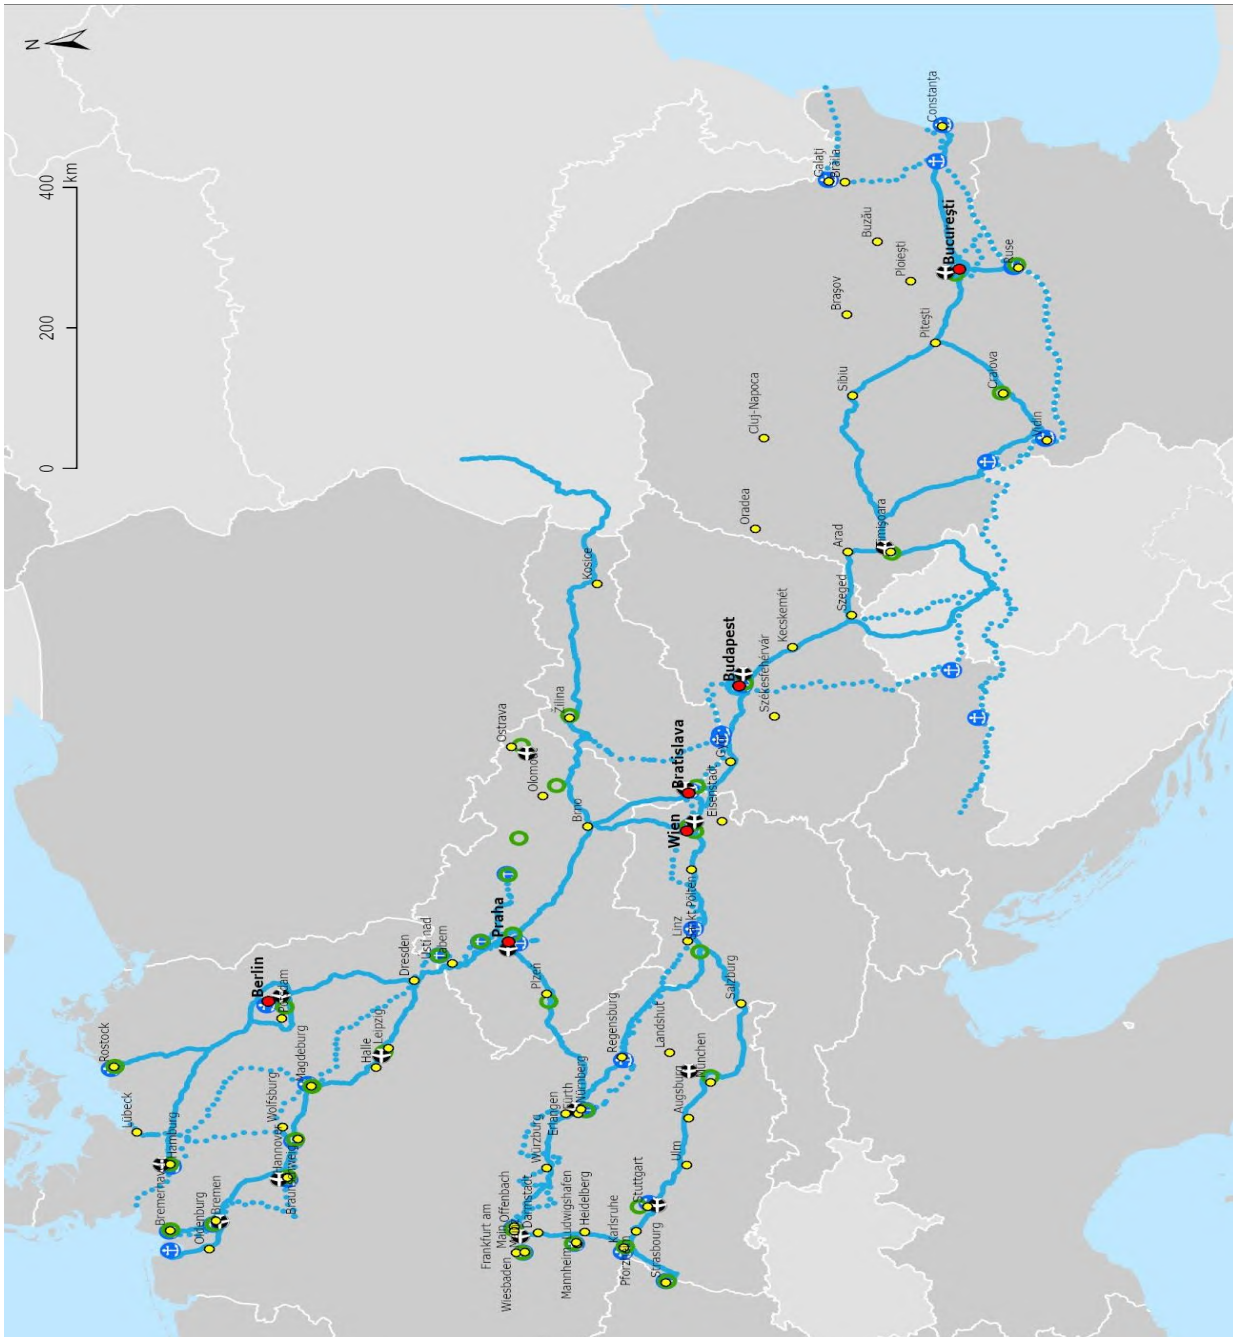 N
0
200
400
km
Rostock
Lübeck
Hamburg
Bremerhaven
Oldenburg
Bremen
Berlin
Potsdam
Wolfsburg
Magdeburg
Hannover
Braunschweig
Halle
Leipzig
Dresden
Ústí nad
Labem
Praha
Plzeň
Ostrava
Olomouc
Brno
Žilina
Košice
Frankfurt am
Main
Offenbach
Wiesbaden
Darmstadt
Würzburg
Erlangen
Fürth
Nürnberg
Mannheim
Ludwigshafen
Heidelberg
Karlsruhe
Pforzheim
Stuttgart
Strasbourg
Regensburg
Landshut
Ulm
Augsburg
München
Salzburg
Linz
Sankt Pölten
Wien
Bratislava
Eisenstadt
Győr
Budapest
Székesfehérvár
Kecskemét
Szeged
Arad
Timișoara
Oradea
Cluj-Napoca
Sibiu
Brașov
Pitești
Craiova
Vidin
Ploiești
Buzău
București
Ruse
Galați
Brăila
Constanța